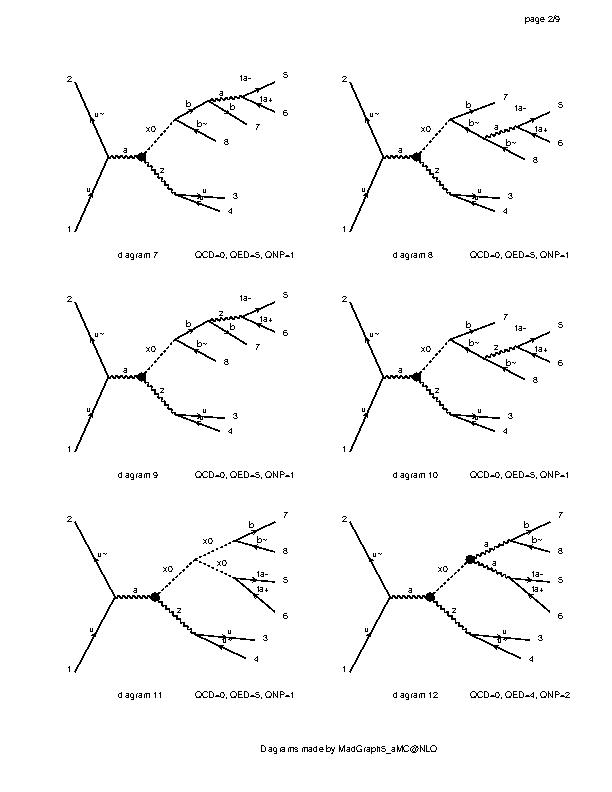 page 2/9
2 u~ a u 1 x0 b a ta- 5 ta+ 6 b 7 b~ 8 z u 3 4
diagram 7 QCD=0, QED=5, QNP=1
2 u~ a u 1 x0 b 7 b~ a ta- 5 ta+ 6 8 z u 3 4
diagram 8 QCD=0, QED=5, QNP=1
2 u~ a u 1 x0 b z ta- 5 ta+ 6 b 7 b~ 8 z u 3 4
diagram 9 QCD=0, QED=5, QNP=1
2 u~ a u 1 x0 b 7 b~ z ta- 5 ta+ 6 8 z u 3 4
diagram 10 QCD=0, QED=5, QNP=1
2 u~ a u 1 x0 x0 b 7 b~ 8 x0 ta- 5 ta+ 6 z u 3 u~ 4
diagram 11 QCD=0, QED=5, QNP=1
2 u~ a u 1 x0 a b 7 b~ 8 a ta- 5 ta+ 6 z u 3 u~ 4
diagram 12 QCD=0, QED=4, QNP=2
Diagrams made by MadGraph5_aMC@NLO